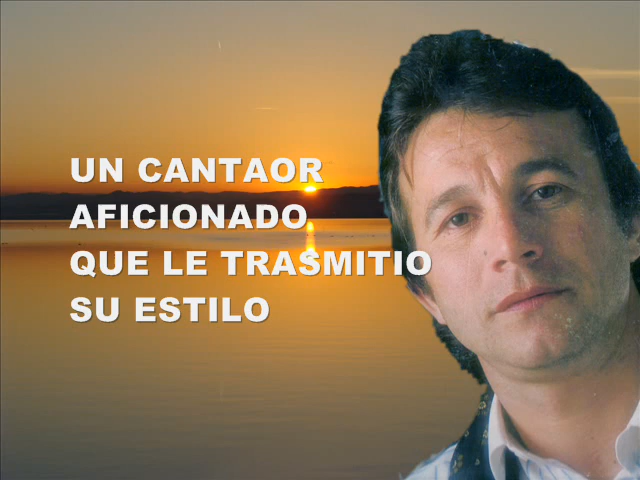 UN CANTAOR
AFICIONADO
QUE LE TRASMITIO
SU ESTILO